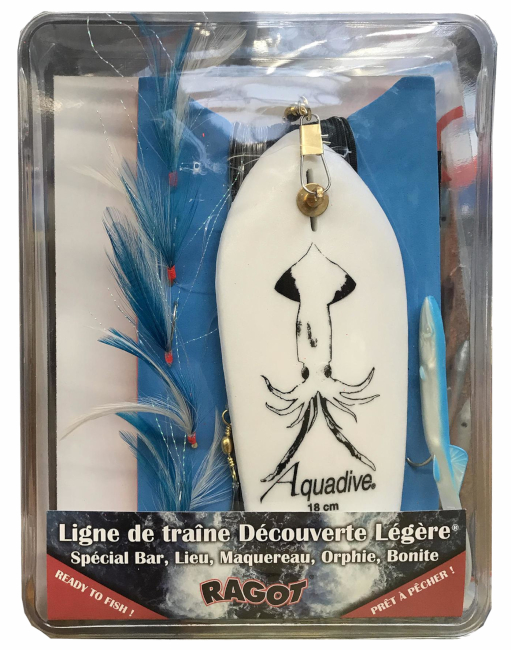 Aquadive®
18 cm
Ligne de traîne Découverte Légère®
Spécial Bar, Lieu, Maquereau, Orphie, Bonite
READY TO FISH !
RAGOT
PRÊT À PÊCHER !